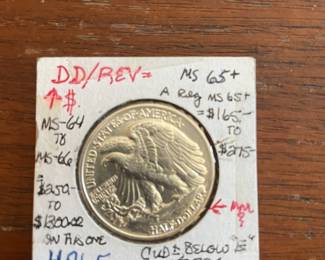 DD/REV =
MS 65+
A Reg MS 65+
= $165-
TO
$275-
↑ $.
MS-64
TO
MS-66
$250-
TO
$1300.00
ON THIS ONE
UNITED STATES OF AMERICA
HALF DOLLAR
CUD ± BELOW "E"